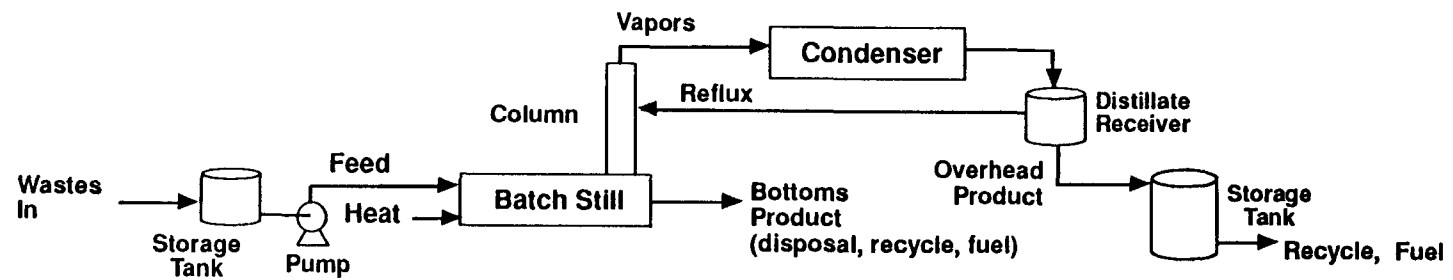 Vapors
Condenser
Reflux
Distillate
Receiver
Column
Feed
Wastes
In
Heat
Batch Still
Bottoms
Product
(disposal, recycle, fuel)
Overhead
Product
Storage
Tank
Recycle, Fuel
Storage
Tank
Pump